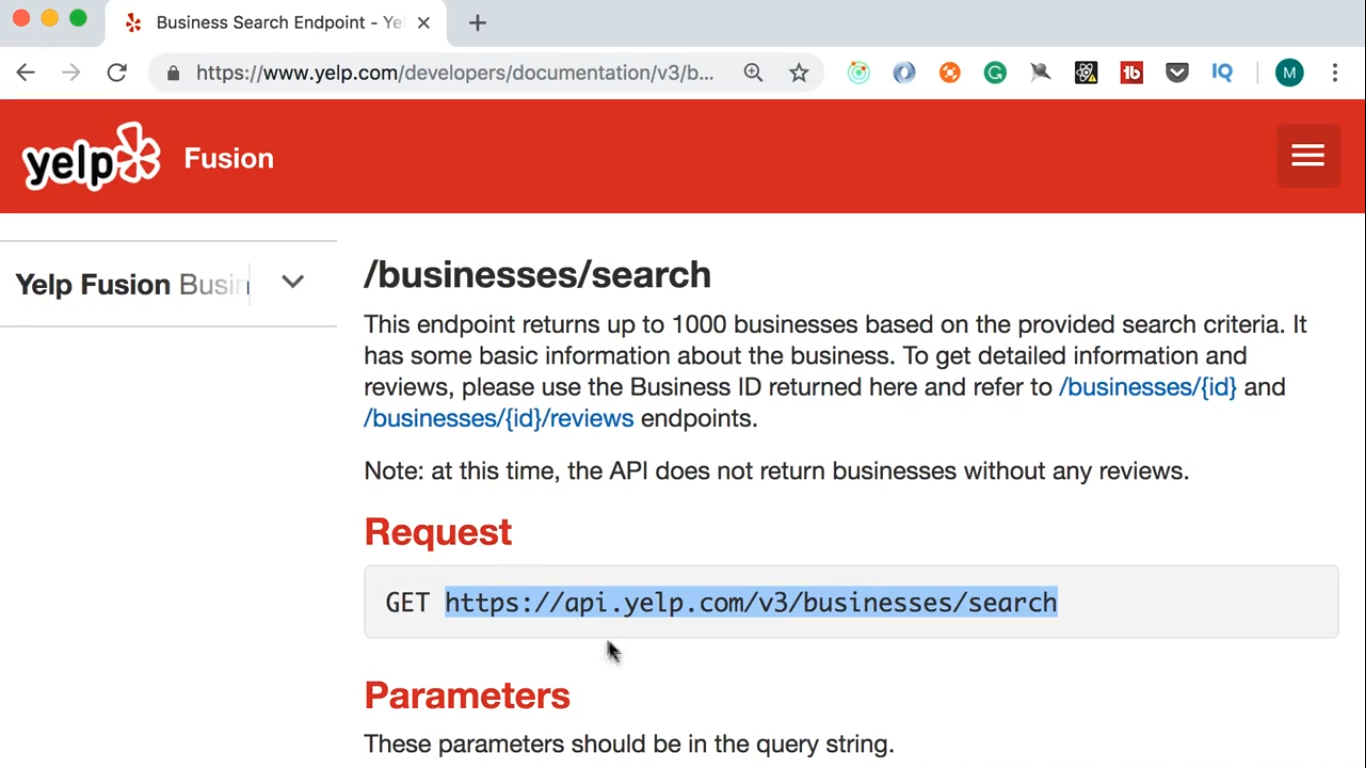 Business Search Endpoint - Yel
https://www.yelp.com/developers/documentation/v3/b...
IQ
M
yelp Fusion
Yelp Fusion Busin
/businesses/search
This endpoint returns up to 1000 businesses based on the provided search criteria. It
has some basic information about the business. To get detailed information and
reviews, please use the Business ID returned here and refer to /businesses/{id} and
/businesses/{id}/reviews endpoints.
Note: at this time, the API does not return businesses without any reviews.
Request
GET https://api.yelp.com/v3/businesses/search
Parameters
These parameters should be in the query string.